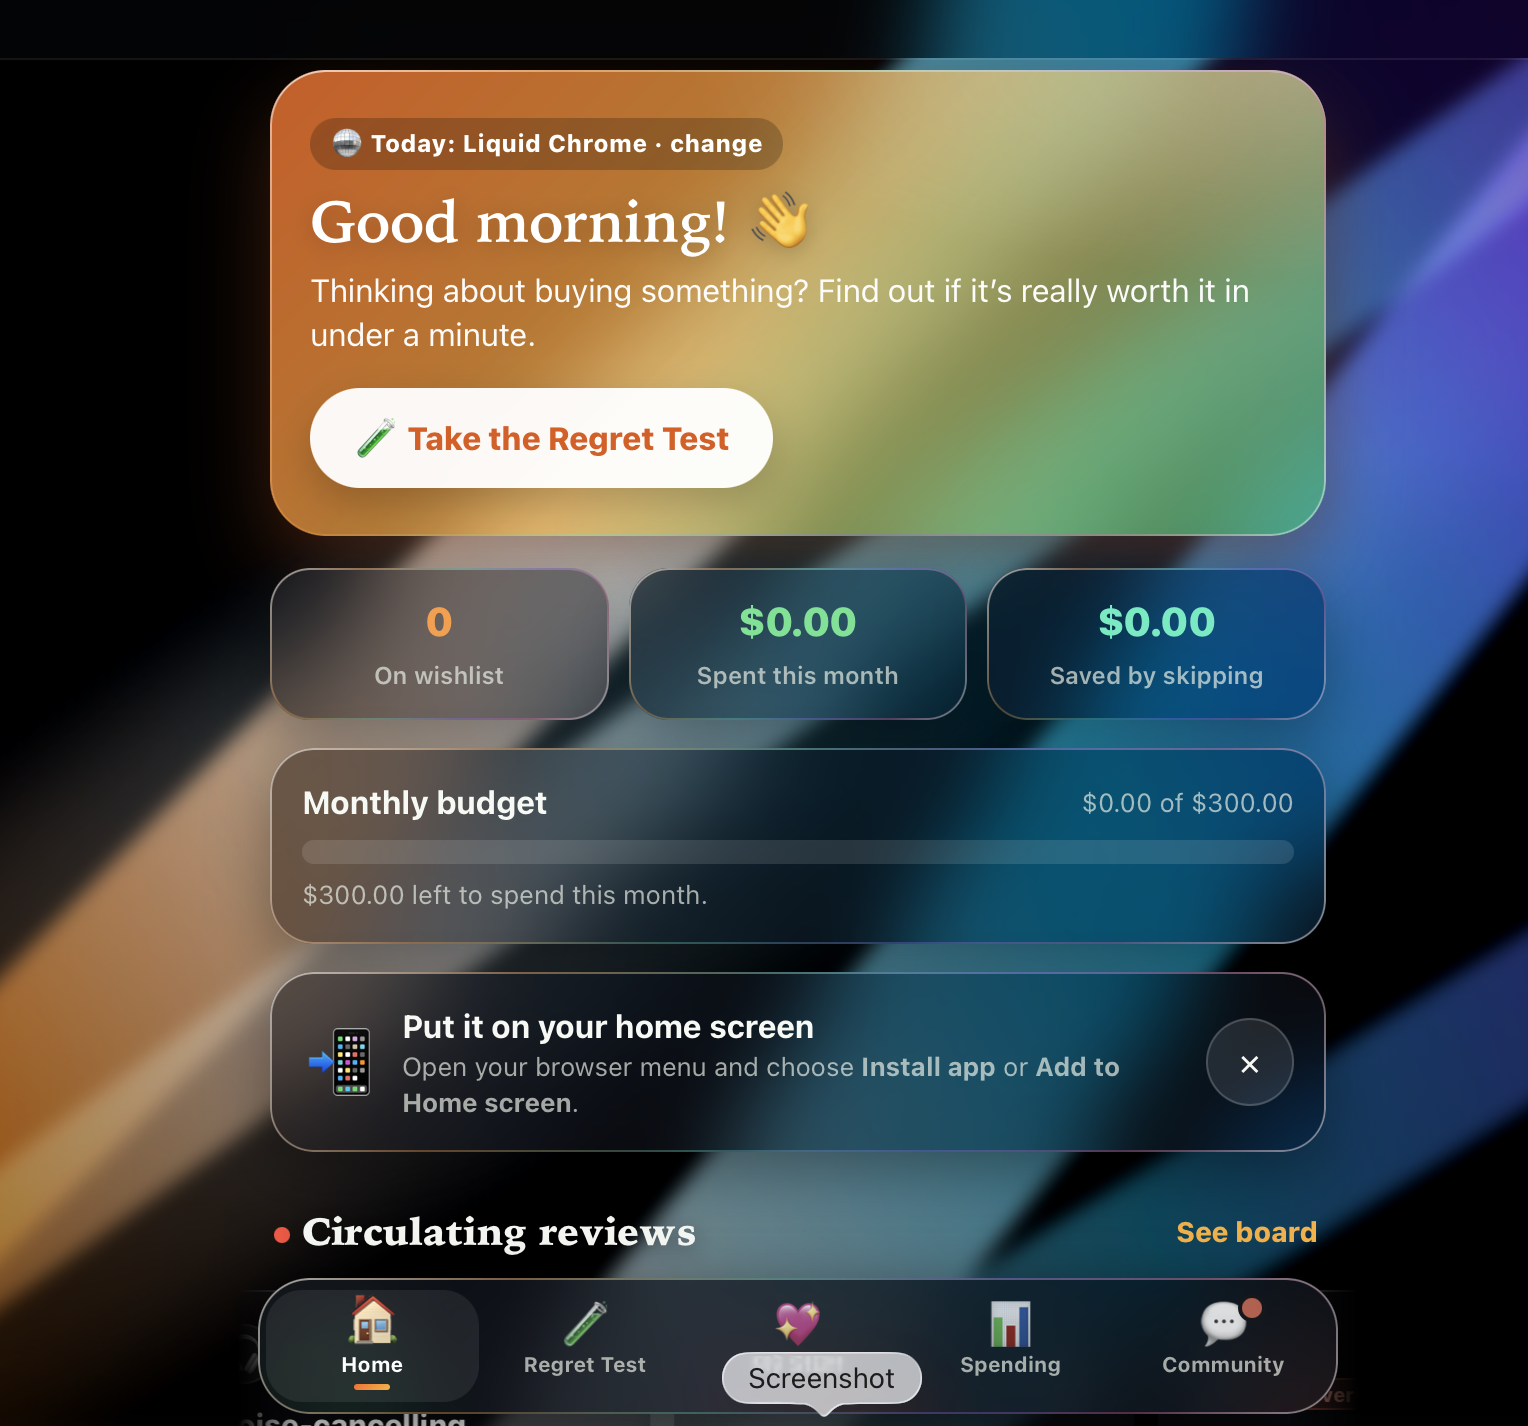 Today: Liquid Chrome · change
Good morning! 👋
Thinking about buying something? Find out if it’s really worth it in
under a minute.
Take the Regret Test
0
On wishlist
$0.00
Spent this month
$0.00
Saved by skipping
Monthly budget
$0.00 of $300.00
$300.00 left to spend this month.
Put it on your home screen
Open your browser menu and choose Install app or Add to
Home screen.
×
Circulating reviews
See board
Home
Regret Test
Spending
Community
Screenshot